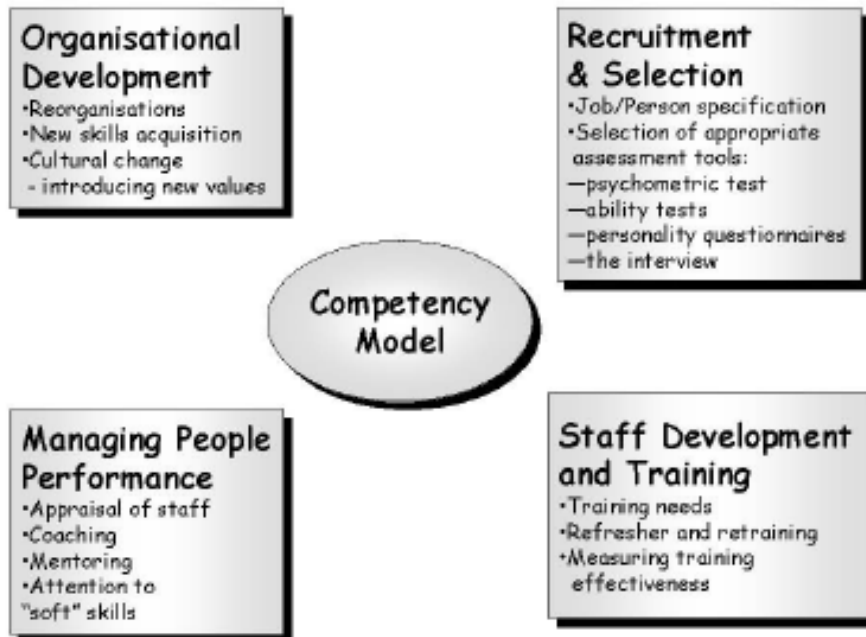 Organisational
Development
•Reorganisations
•New skills acquisition
•Cultural change
- introducing new values
Recruitment
& Selection
•Job/Person specification
•Selection of appropriate
assessment tools:
—psychometric test
—ability tests
—personality questionnaires
—the interview
Competency
Model
Managing People
Performance
•Appraisal of staff
•Coaching
•Mentoring
•Attention to
"soft" skills
Staff Development
and Training
•Training needs
•Refresher and retraining
•Measuring training
effectiveness